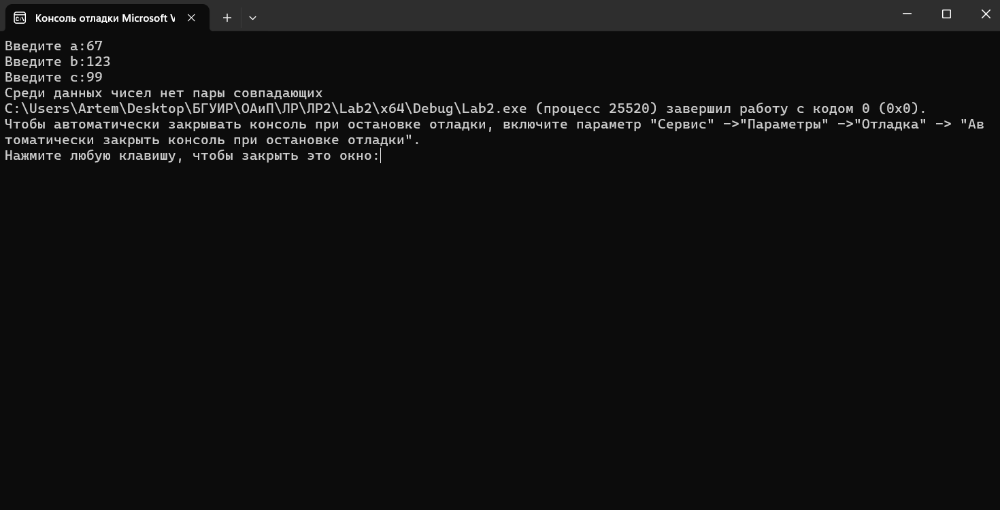 Консоль отладки Microsoft V
Введите a:67
Введите b:123
Введите c:99
Среди данных чисел нет пары совпадающих
C:\Users\Artem\Desktop\БГУИР\ОАиП\ЛР\ЛР2\Lab2\x64\Debug\Lab2.exe (процесс 25520) завершил работу с кодом 0 (0x0).
Чтобы автоматически закрывать консоль при остановке отладки, включите параметр "Сервис" ->"Параметры" ->"Отладка" -> "Ав
томатически закрыть консоль при остановке отладки".
Нажмите любую клавишу, чтобы закрыть это окно: